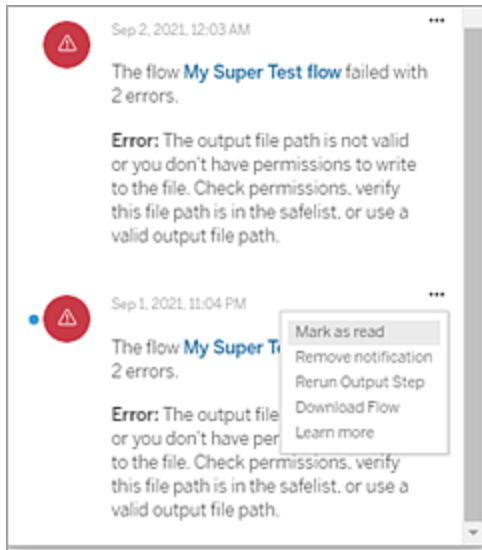 Sep 2, 2021, 12:03 AM
The flow My Super Test flow failed with
2 errors.
Error: The output file path is not valid
or you don't have permissions to write
to the file. Check permissions, verify
this file path is in the safelist, or use a
valid output file path.
Sep 1, 2021, 11:04 PM
The flow My Super
2 errors.
Error: The output file
or you don't have
to the file. Check permissions, verify
this file path is in the safelist, or use a
valid output file path.
Mark as read
Remove notification
Rerun Output Step
Download Flow
Learn more